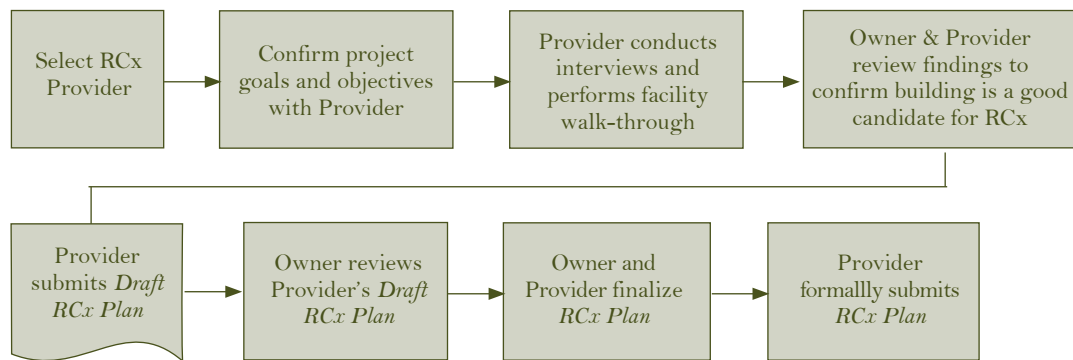 Select RCx
Provider
Confirm project
goals and objectives
with Provider
Provider conducts
interviews and
performs facility
walk-through
Owner & Provider
review findings to
confirm building is a good
candidate for RCx
Provider
submits Draft
RCx Plan
Owner reviews
Provider's Draft
RCx Plan
Owner and
Provider finalize
RCx Plan
Provider
formallly submits
RCx Plan